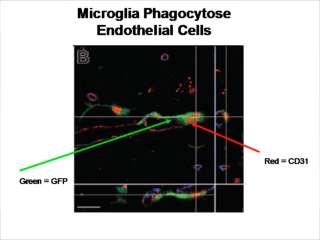 Microglia Phagocytose
Endothelial Cells
B
Red = CD31
Green = GFP